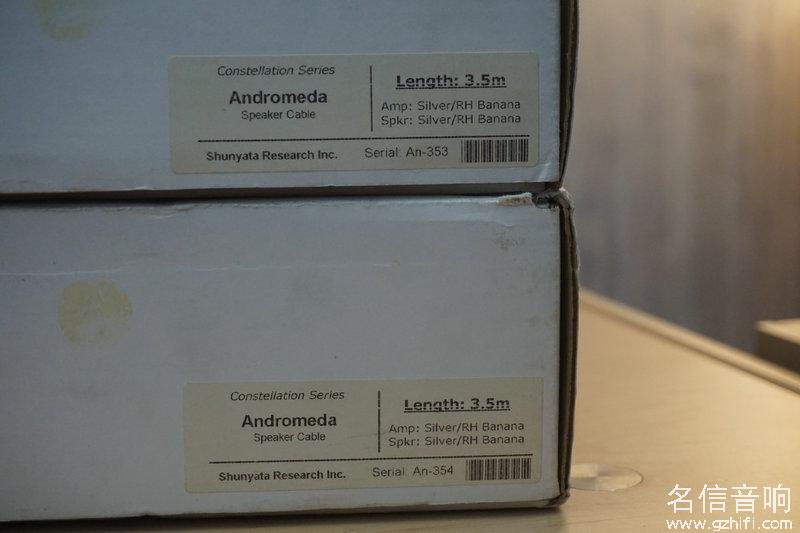 Constellation Series
Andromeda
Speaker Cable
Length: 3.5m
Amp: Silver/RH Banana
Spkr: Silver/RH Banana
Shunyata Research Inc.
Serial: An-353
Constellation Series
Andromeda
Speaker Cable
Length: 3.5m
Amp: Silver/RH Banana
Spkr: Silver/RH Banana
Shunyata Research Inc.
Serial: An-354
名信音响
www.gzhifi.com